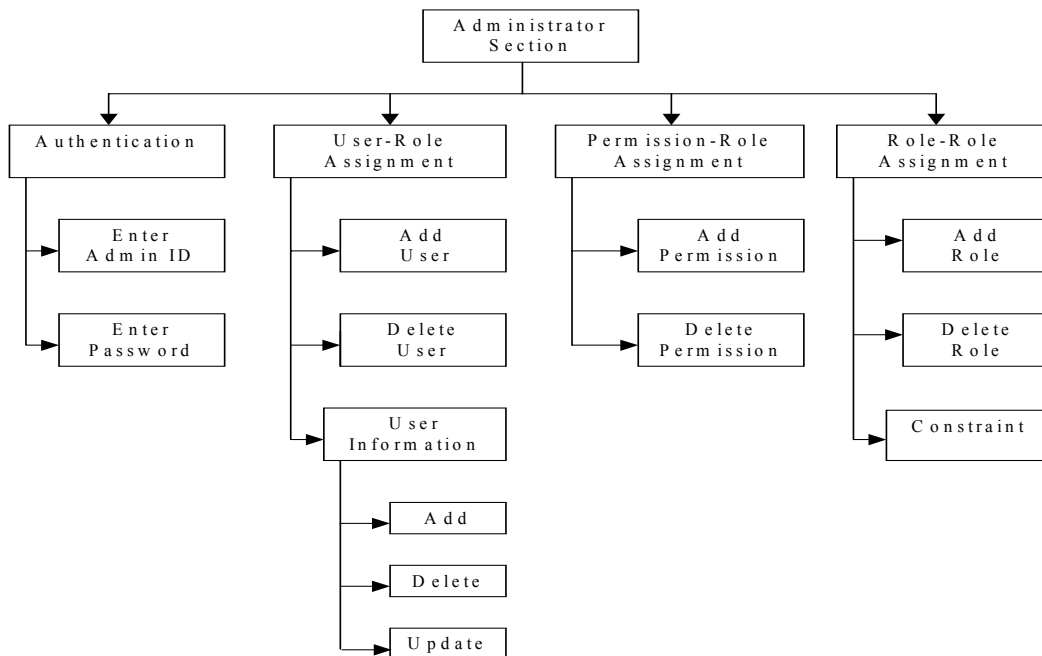 Administrator
Section
Authentication
User-Role
Assignment
Permission-Role
Assignment
Role-Role
Assignment
Enter
Admin ID
Add
User
Add
Permission
Add
Role
Enter
Password
Delete
User
Delete
Permission
Delete
Role
User
Information
Constraint
Add
Delete
Update